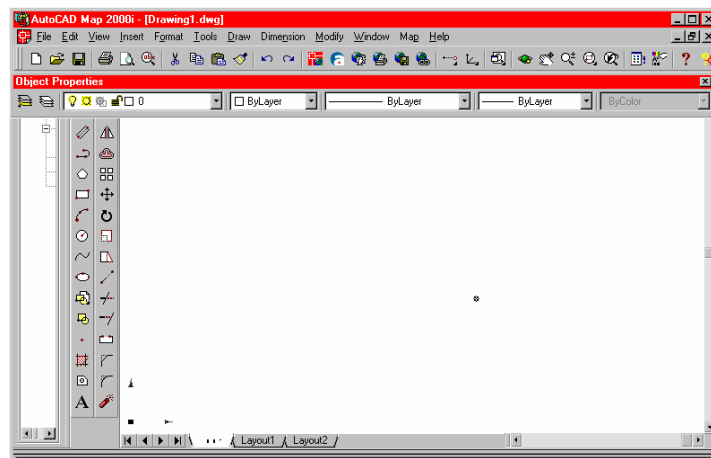 AutoCAD Map 2000i - [Drawing1.dwg]
File Edit View Insert Format Tools Draw Dimension Modify Window Map Help
Object Properties
0 ByLayer ByLayer ByLayer ByColor
A
Layout1 Layout2